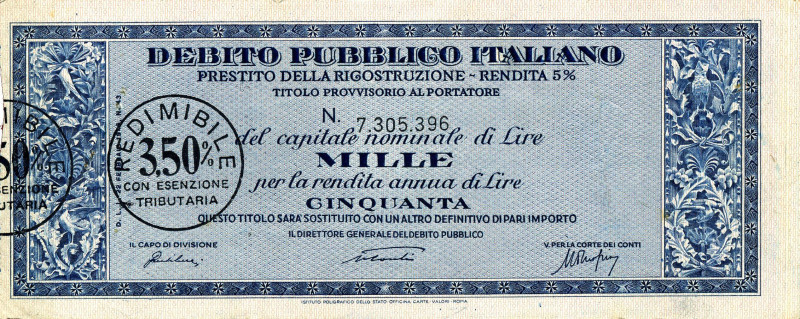 DEBITO PUBBLICO ITALIANO
PRESTITO DELLA RICOSTRUZIONE - RENDITA 5%
TITOLO PROVVISORIO AL PORTATORE
N. 7.305.396
del capitale nominale di Lire
MILLE
per la rendita annua di Lire
CINQUANTA
QUESTO TITOLO SARA SOSTITUITO CON UN ALTRO DEFINITIVO DI PARI IMPORTO
IL DIRETTORE GENERALE DEL DEBITO PUBBLICO
IL CAPO DI DIVISIONE
V. PER LA CORTE DEI CONTI
REDIMIBILE
3,50%
CON ESENZIONE
TRIBUTARIA
50%
ESENZIONE
BUTARIA
ISTITUTO POLIGRAFICO DELLO STATO OFFICINA CARTE-VALORI-ROMA